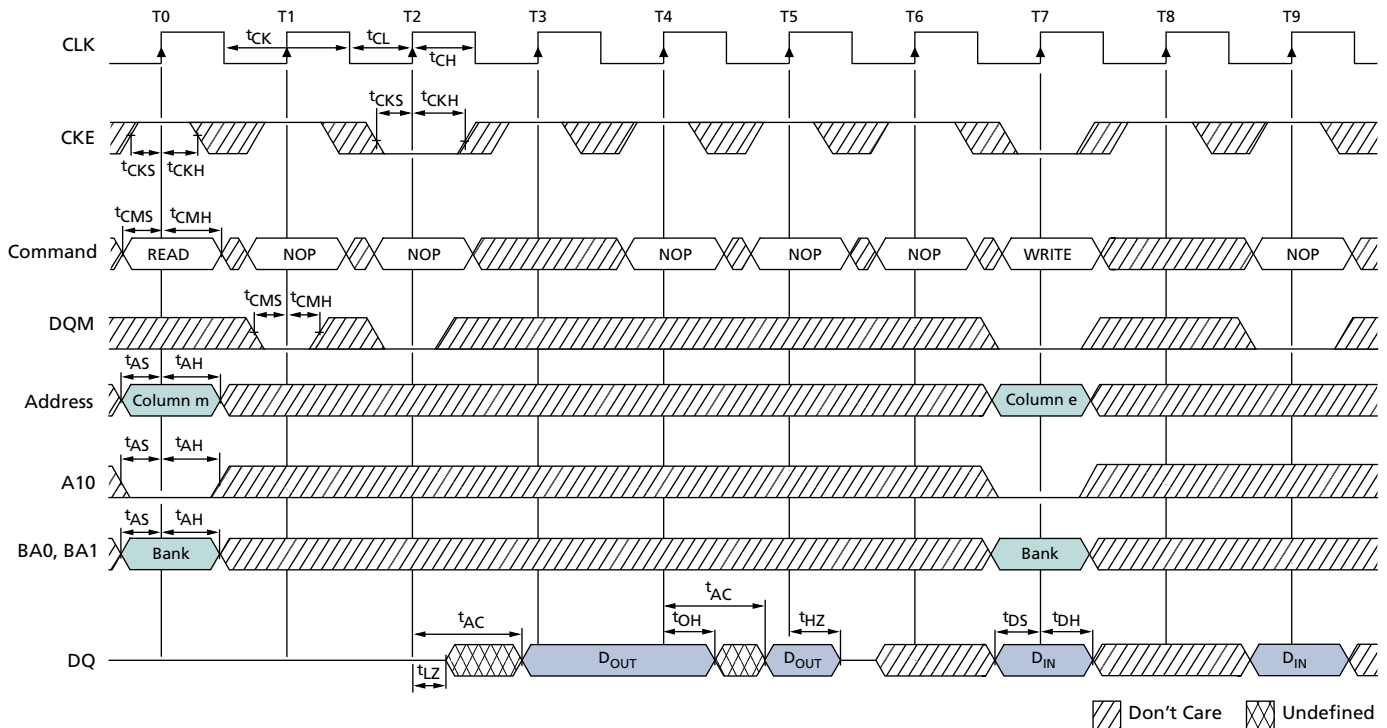 T0 T1 T2 T3 T4 T5 T6 T7 T8 T9
CLK
tCK tCL
tCH
tCKS tCKH
CKE
tCKS tCKH
tCMS tCMH
Command READ NOP NOP NOP NOP NOP WRITE NOP
tCMS tCMH
DQM
tAS tAH
Address Column m Column e
tAS tAH
A10
tAS tAH
BA0, BA1 Bank Bank
tAC
tAC tOH tHZ tDS tDH
DQ DOUT DOUT DIN DIN
tLZ
Don't Care Undefined